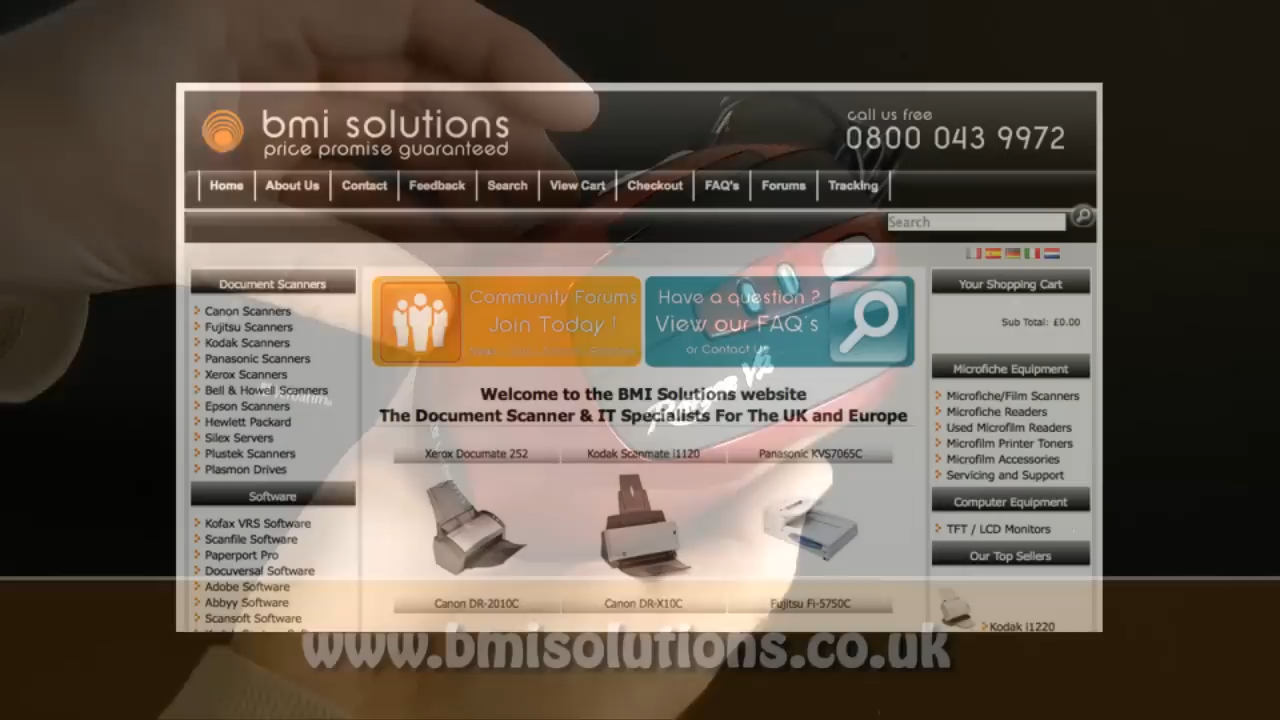 bmi solutions
price promise guaranteed
call us free
0800 043 9972
Home
About Us
Contact
Feedback
Search
View Cart
Checkout
FAQ's
Forums
Tracking
Search
Document Scanners
Canon Scanners
Fujitsu Scanners
Kodak Scanners
Panasonic Scanners
Xerox Scanners
Bell & Howell Scanners
Epson Scanners
Hewlett Packard
Silex Servers
Plustek Scanners
Plasmon Drives
Software
Kofax VRS Software
Scanfile Software
Paperport Pro
Docuversal Software
Adobe Software
Abbyy Software
Scansoft Software
Community Forums
Join Today !
Have a question ?
View our FAQ's
or Contact Us
Welcome to the BMI Solutions website
The Document Scanner & IT Specialists For The UK and Europe
Xerox Documate 252
Kodak Scanmate i1120
Panasonic KVS7065C
Canon DR-2010C
Canon DR-X10C
Fujitsu Fi-5750C
Your Shopping Cart
Sub Total: £0.00
Microfiche Equipment
Microfiche/Film Scanners
Microfiche Readers
Used Microfilm Readers
Microfilm Printer Toners
Microfilm Accessories
Servicing and Support
Computer Equipment
TFT / LCD Monitors
Our Top Sellers
Kodak i1220
www.bmisolutions.co.uk